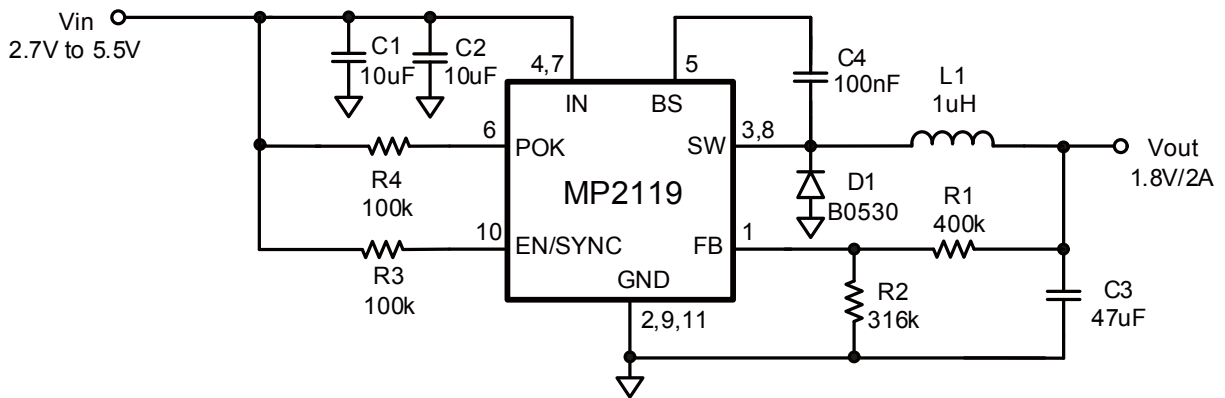 Vin
2.7V to 5.5V
C1
10uF
C2
10uF
4,7
5
C4
100nF
L1
1uH
IN
BS
6
POK
SW
3,8
R4
100k
MP2119
D1
B0530
Vout
1.8V/2A
R1
400k
10
EN/SYNC
FB
1
R3
100k
GND
2,9,11
R2
316k
C3
47uF